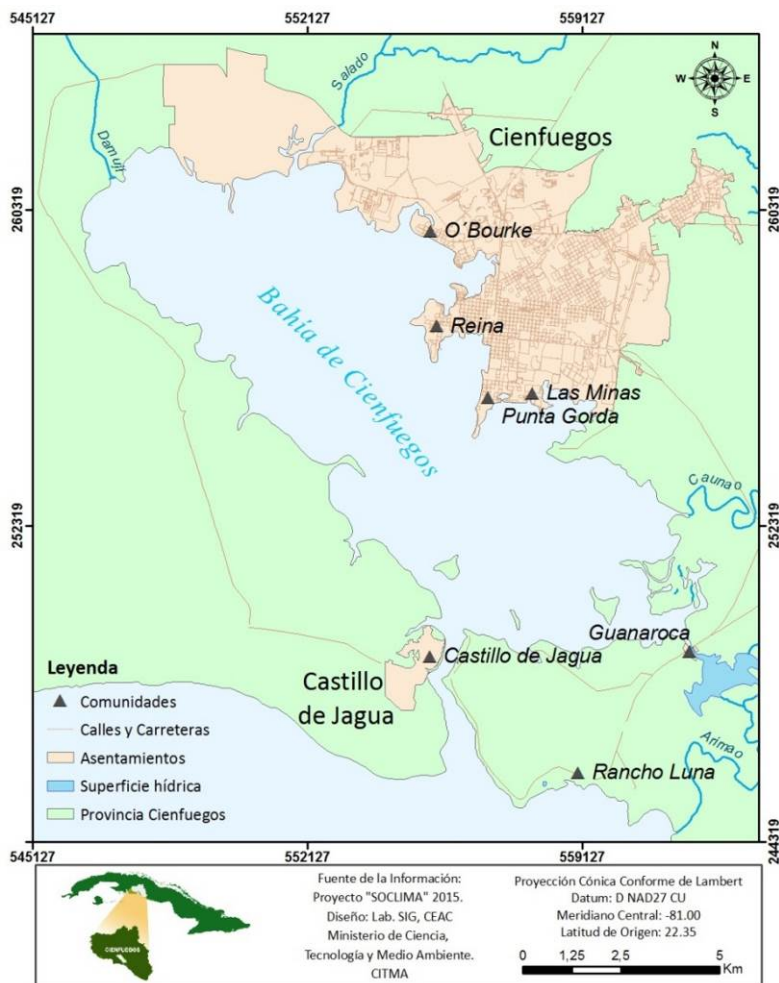 545127
552127
559127
N
W
E
S
Salado
Damují
Cienfuegos
260319
260319
O´Bourke
Bahía de Cienfuegos
Reina
Las Minas
Punta Gorda
Caunao
252319
252319
Guanaroca
Castillo de Jagua
Castillo
de Jagua
Arimao
Rancho Luna
Leyenda
Comunidades
Calles y Carreteras
Asentamientos
Superficie hídrica
Provincia Cienfuegos
244319
545127
552127
559127
CIENFUEGOS
Fuente de la Información:
Proyecto "SOCLIMA" 2015.
Diseño: Lab. SIG, CEAC
Ministerio de Ciencia,
Tecnología y Medio Ambiente.
CITMA
Proyección Cónica Conforme de Lambert
Datum: D NAD27 CU
Meridiano Central: -81.00
Latitud de Origen: 22.35
0 1,25 2,5 5
Km